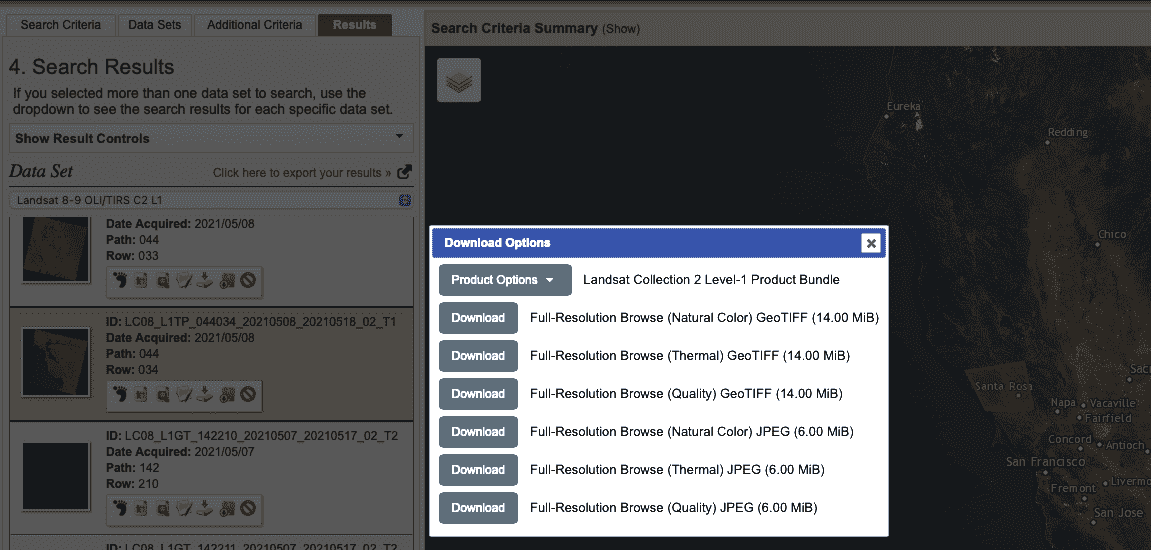 Search Criteria
Data Sets
Additional Criteria
Results
4. Search Results
If you selected more than one data set to search, use the
dropdown to see the search results for each specific data set.
Show Result Controls
Data Set
Click here to export your results »
Landsat 8-9 OLI/TIRS C2 L1
Date Acquired: 2021/05/08
Path: 044
Row: 033
ID: LC08_L1TP_044034_20210508_20210518_02_T1
Date Acquired: 2021/05/08
Path: 044
Row: 034
ID: LC08_L1GT_142210_20210507_20210517_02_T2
Date Acquired: 2021/05/07
Path: 142
Row: 210
ID: LC08_L1GT_142211_20210507_20210517_02_T2
Search Criteria Summary (Show)
Eureka
Redding
Chico
Download Options
Product Options
Landsat Collection 2 Level-1 Product Bundle
Download Full-Resolution Browse (Natural Color) GeoTIFF (14.00 MiB)
Download Full-Resolution Browse (Thermal) GeoTIFF (14.00 MiB)
Download Full-Resolution Browse (Quality) GeoTIFF (14.00 MiB)
Download Full-Resolution Browse (Natural Color) JPEG (6.00 MiB)
Download Full-Resolution Browse (Thermal) JPEG (6.00 MiB)
Download Full-Resolution Browse (Quality) JPEG (6.00 MiB)
Santa Rosa
Sac
Napa
Vacaville
Fairfield
Concord
Antioch
San Francisco
Fremont
Livermo
San Jose